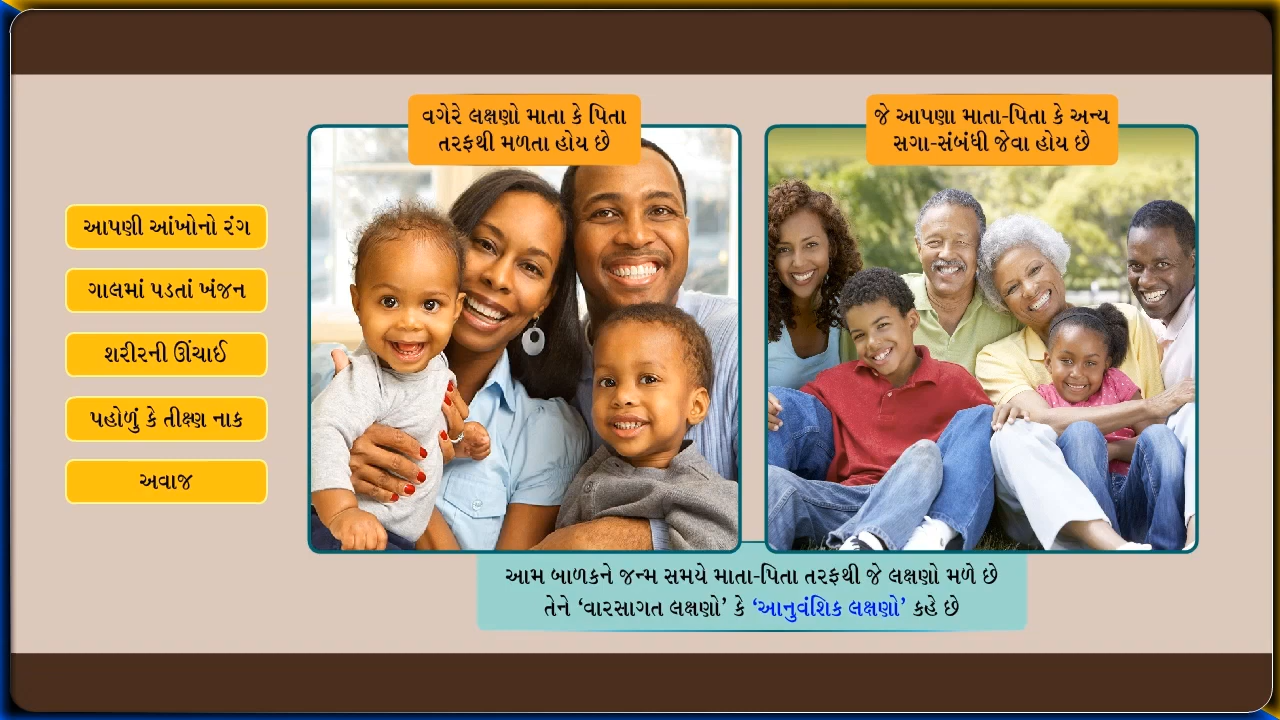 આપણી આંખોનો રંગ
ગાલમાં પડતાં ખંજન
શરીરની ઊંચાઈ
પહોળું કે તીક્ષ્ણ નાક
અવાજ
વગેરે લક્ષણો માતા કે પિતા
તરફથી મળતા હોય છે
જે આપણા માતા-પિતા કે અન્ય
સગા-સંબંધી જેવા હોય છે
આમ બાળકને જન્મ સમયે માતા-પિતા તરફથી જે લક્ષણો મળે છે
તેને ‘વારસાગત લક્ષણો’ કે ‘આનુવંશિક લક્ષણો’ કહે છે